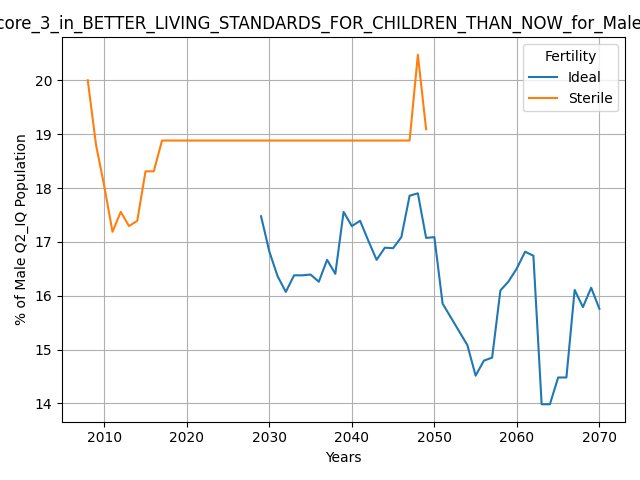 core_3_in_BETTER_LIVING_STANDARDS_FOR_CHILDREN_THAN_NOW_for_Male
Fertility
Ideal
Sterile
% of Male Q2_IQ Population
20
19
18
17
16
15
14
2010 2020 2030 2040 2050 2060 2070
Years